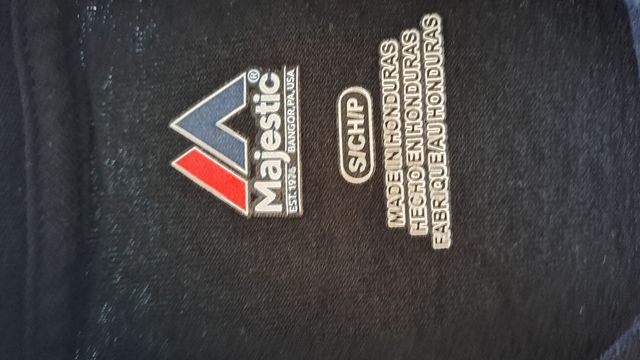 Majestic®
EST.1976 BANGOR.PA.USA
S/CH/P
MADE IN HONDURAS
HECHO EN HONDURAS
FABRIQUE AU HONDURAS